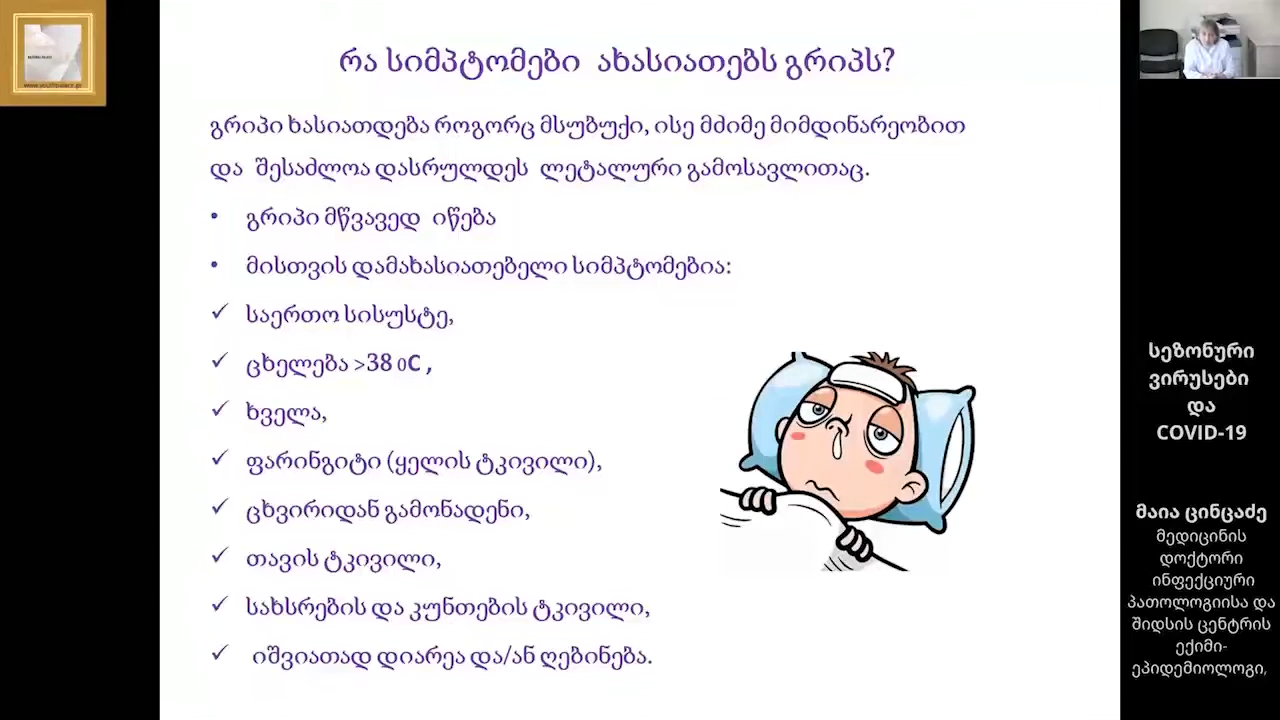 რა სიმპტომები ახასიათებს გრიპს?
გრიპი ხასიათდება როგორც მსუბუქი, ისე მძიმე მიმდინარეობით
და შესაძლოა დასრულდეს ლეტალური გამოსავლითაც.
• გრიპი მწვავედ იწება
• მისთვის დამახასიათებელი სიმპტომებია:
✓ საერთო სისუსტე,
✓ ცხელება >38 0C ,
✓ ხველა,
✓ ფარინგიტი (ყელის ტკივილი),
✓ ცხვირიდან გამონადენი,
✓ თავის ტკივილი,
✓ სახსრების და კუნთების ტკივილი,
✓ იშვიათად დიარეა და/ან ღებინება.
სეზონური
ვირუსები
და
COVID-19
მაია ცინცაძე
მედიცინის
დოქტორი
ინფექციური
პათოლოგიისა და
შიდსის ცენტრის
ექიმი-
ეპიდემიოლოგი,